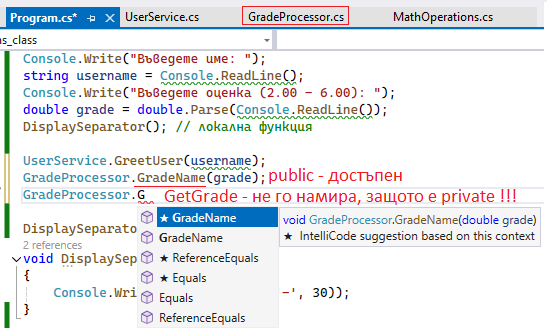 Program.cs*
UserService.cs
GradeProcessor.cs
MathOperations.cs
ns_class
Console.Write("Въведете име: ");
string username = Console.ReadLine();
Console.Write("Въведете оценка (2.00 – 6.00): ");
double grade = double.Parse(Console.ReadLine());
DisplaySeparator(); // локална функция
UserService.GreetUser(username);
GradeProcessor.GradeName(grade); public - достъпен
GradeProcessor.G GetGrade - не го намира, защото е private !!!
DisplaySeparato
2 references
void DisplaySep
{
Console.Wri
–', 30));
}
★ GradeName
GradeName
★ ReferenceEquals
★ Equals
Equals
ReferenceEquals
void GradeProcessor.GradeName(double grade)
★ IntelliCode suggestion based on this context